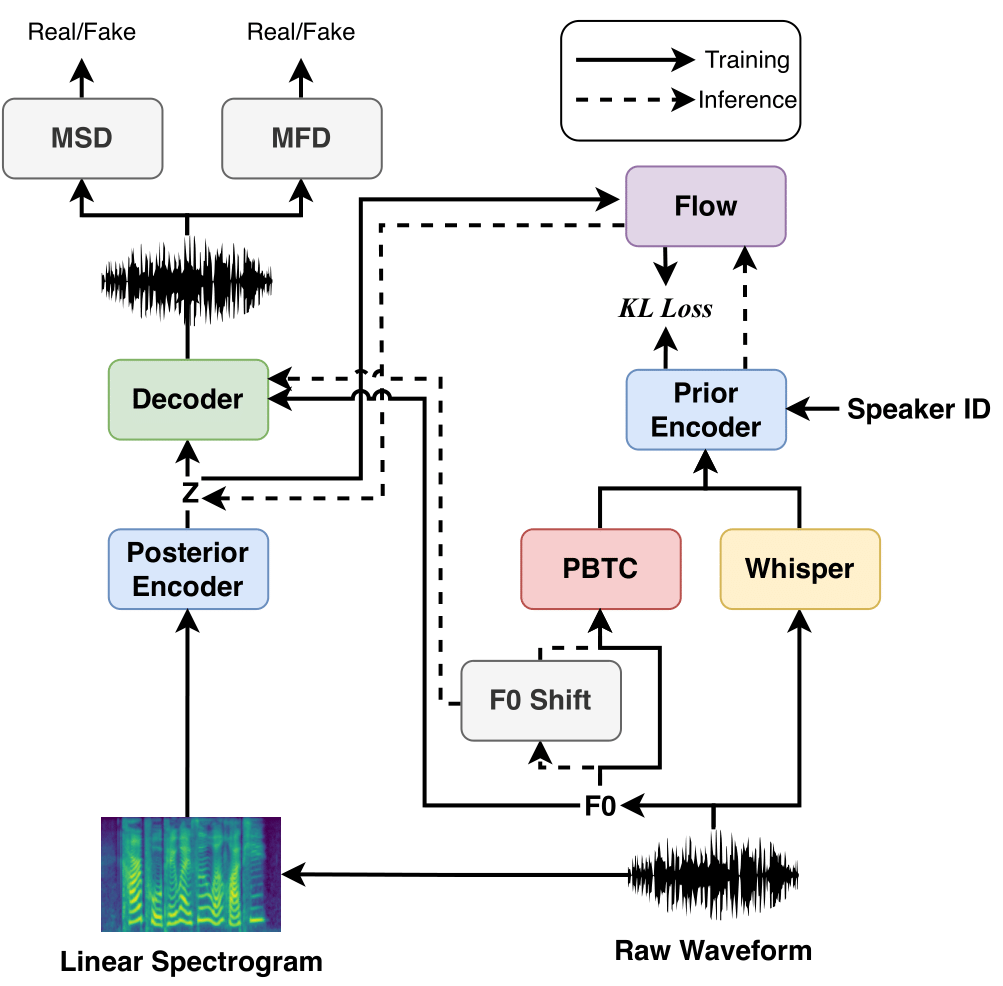 Real/Fake
Real/Fake
Training
Inference
MSD
MFD
Flow
KL Loss
Decoder
Prior
Encoder
Speaker ID
Z
Posterior
Encoder
PBTC
Whisper
F0 Shift
F0
Linear Spectrogram
Raw Waveform